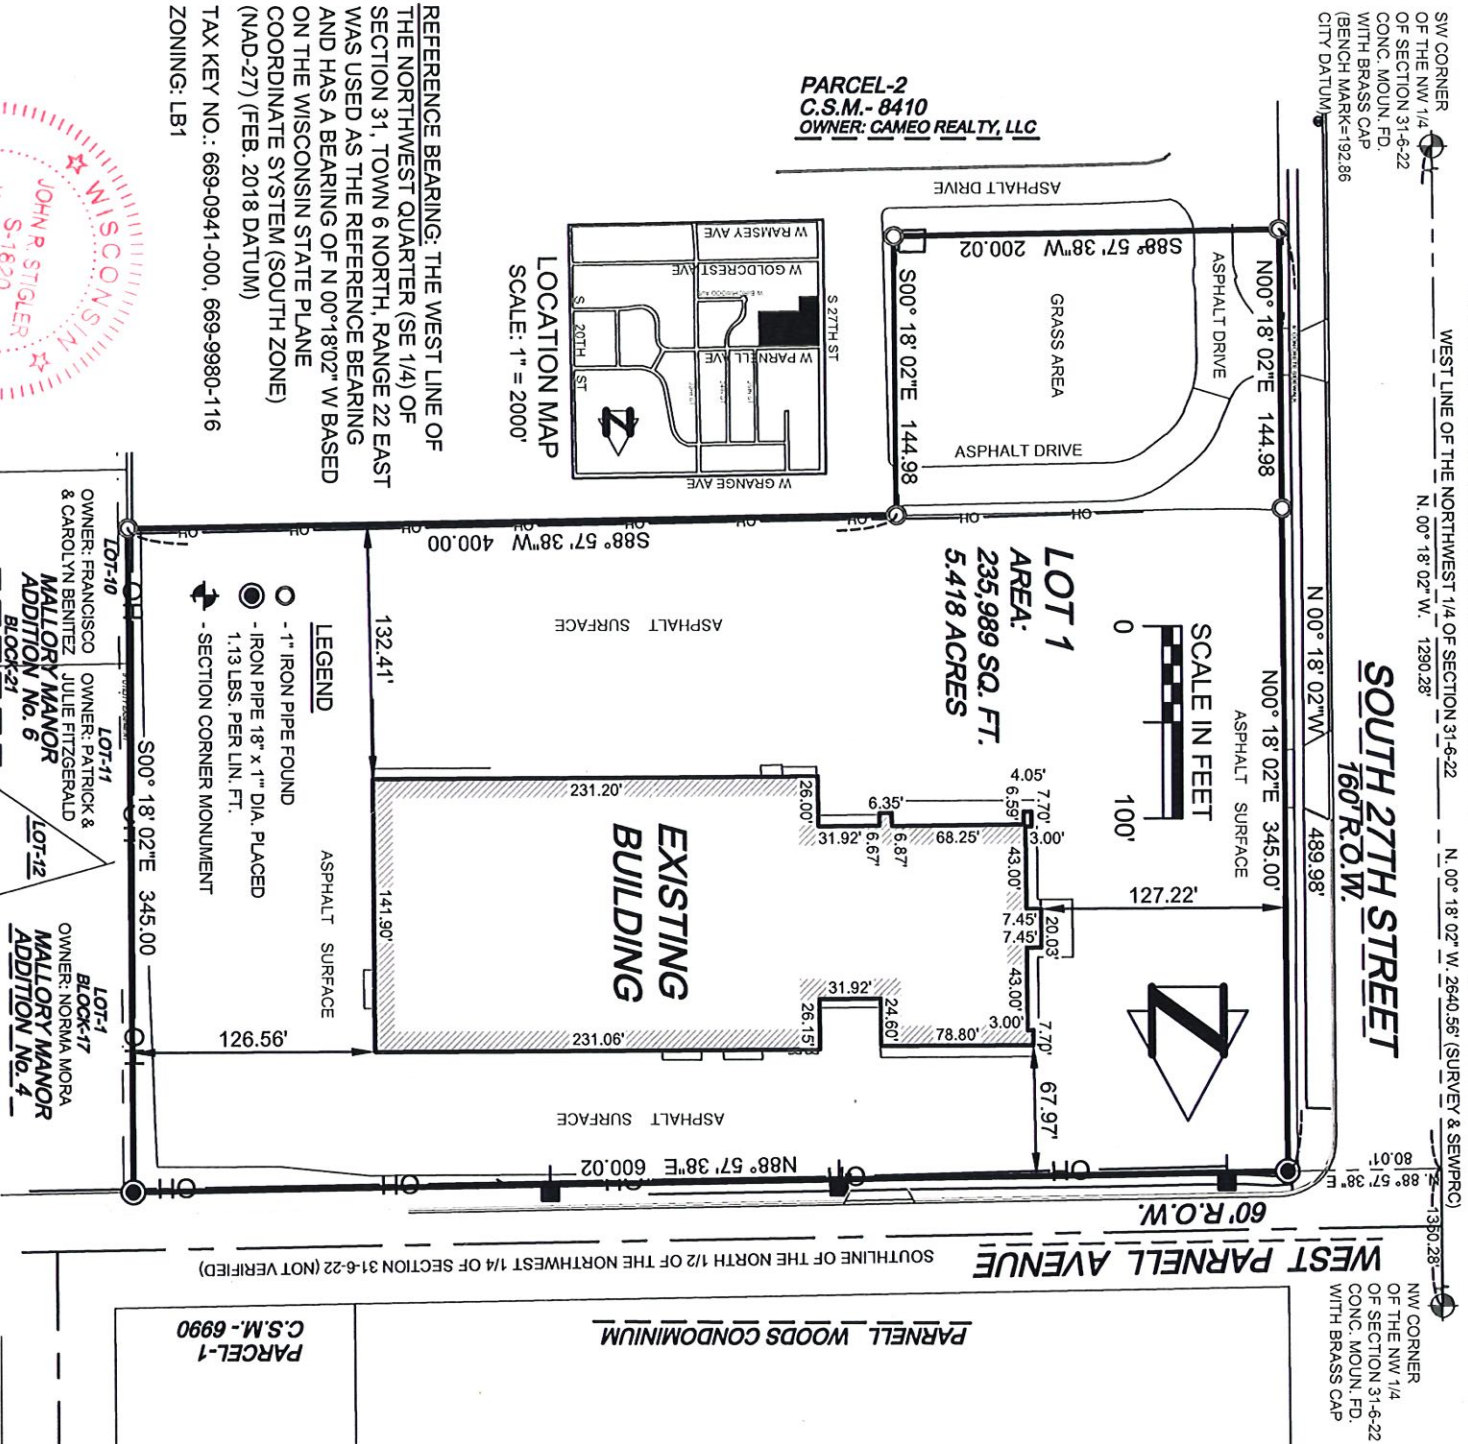 SW CORNER
OF THE NW 1/4
OF SECTION 31-6-22
CONC. MOUN. FD.
WITH BRASS CAP
(BENCH MARK=192.86
CITY DATUM)
WEST LINE OF THE NORTHWEST 1/4 OF SECTION 31-6-22
N. 00° 18' 02" W. 1290.28'
N. 00° 18' 02" W. 2640.56' (SURVEY & SEWPRC)
1350.28'
NW CORNER
OF THE NW 1/4
OF SECTION 31-6-22
CONC. MOUN. FD.
WITH BRASS CAP
N. 88° 57' 38" E
80.01'
SOUTH 27TH STREET
160' R.O.W.
N 00° 18' 02"W
489.98'
N00° 18' 02"E 144.98
N00° 18' 02"E 345.00'
ASPHALT SURFACE
PARCEL-2
C.S.M.- 8410
OWNER: CAMEO REALTY, LLC
ASPHALT DRIVE
S88° 57' 38"W 200.02
ASPHALT DRIVE
GRASS AREA
ASPHALT DRIVE
S00° 18' 02"E 144.98
OH
OH
SCALE IN FEET
0
100'
LOT 1
AREA:
235,989 SQ. FT.
5.418 ACRES
127.22'
N
S 27TH ST
W RAMSEY AVE
W GOLDCREST AVE
W PARNELL AVE
W GRANGE AVE
S 20TH ST
N
LOCATION MAP
SCALE: 1" = 2000'
S88° 57' 38"W 400.00
OH
OH
OH
OH
OH
OH
OH
ASPHALT SURFACE
4.05'
7.70'
6.59'
3.00'
43.00'
7.45'
20.03'
7.45'
43.00'
3.00'
7.70'
67.97'
6.35'
68.25'
6.87'
6.67'
31.92'
26.00'
231.20'
78.80'
24.60'
31.92'
26.15'
231.06'
141.90'
EXISTING
BUILDING
ASPHALT SURFACE
N88° 57' 38"E 600.02
OH
OH
OH
OH
OH
60' R.O.W.
WEST PARNELL AVENUE
SOUTHLINE OF THE NORTH 1/2 OF THE NORTHWEST 1/4 OF SECTION 31-6-22 (NOT VERIFIED)
PARNELL WOODS CONDOMINIUM
PARCEL-1
C.S.M.- 6990
REFERENCE BEARING: THE WEST LINE OF
THE NORTHWEST QUARTER (SE 1/4) OF
SECTION 31, TOWN 6 NORTH, RANGE 22 EAST
WAS USED AS THE REFERENCE BEARING
AND HAS A BEARING OF N 00°18'02" W BASED
ON THE WISCONSIN STATE PLANE
COORDINATE SYSTEM (SOUTH ZONE)
(NAD-27) (FEB. 2018 DATUM)
TAX KEY NO.: 669-0941-000, 669-9980-116
ZONING: LB1
132.41'
LEGEND
- 1" IRON PIPE FOUND
- IRON PIPE 18" x 1" DIA. PLACED
1.13 LBS. PER LIN. FT.
- SECTION CORNER MONUMENT
ASPHALT SURFACE
126.56'
S00° 18' 02"E 345.00
OH
OH
OH
LOT-10
OWNER: FRANCISCO
& CAROLYN BENITEZ
LOT-11
OWNER: PATRICK &
JULIE FITZGERALD
MALLORY MANOR
ADDITION No. 6
BLOCK-21
LOT-12
LOT-1
BLOCK-17
OWNER: NORMA MORA
MALLORY MANOR
ADDITION No. 4
WISCONSIN
JOHN R. STIGLER
S-1820